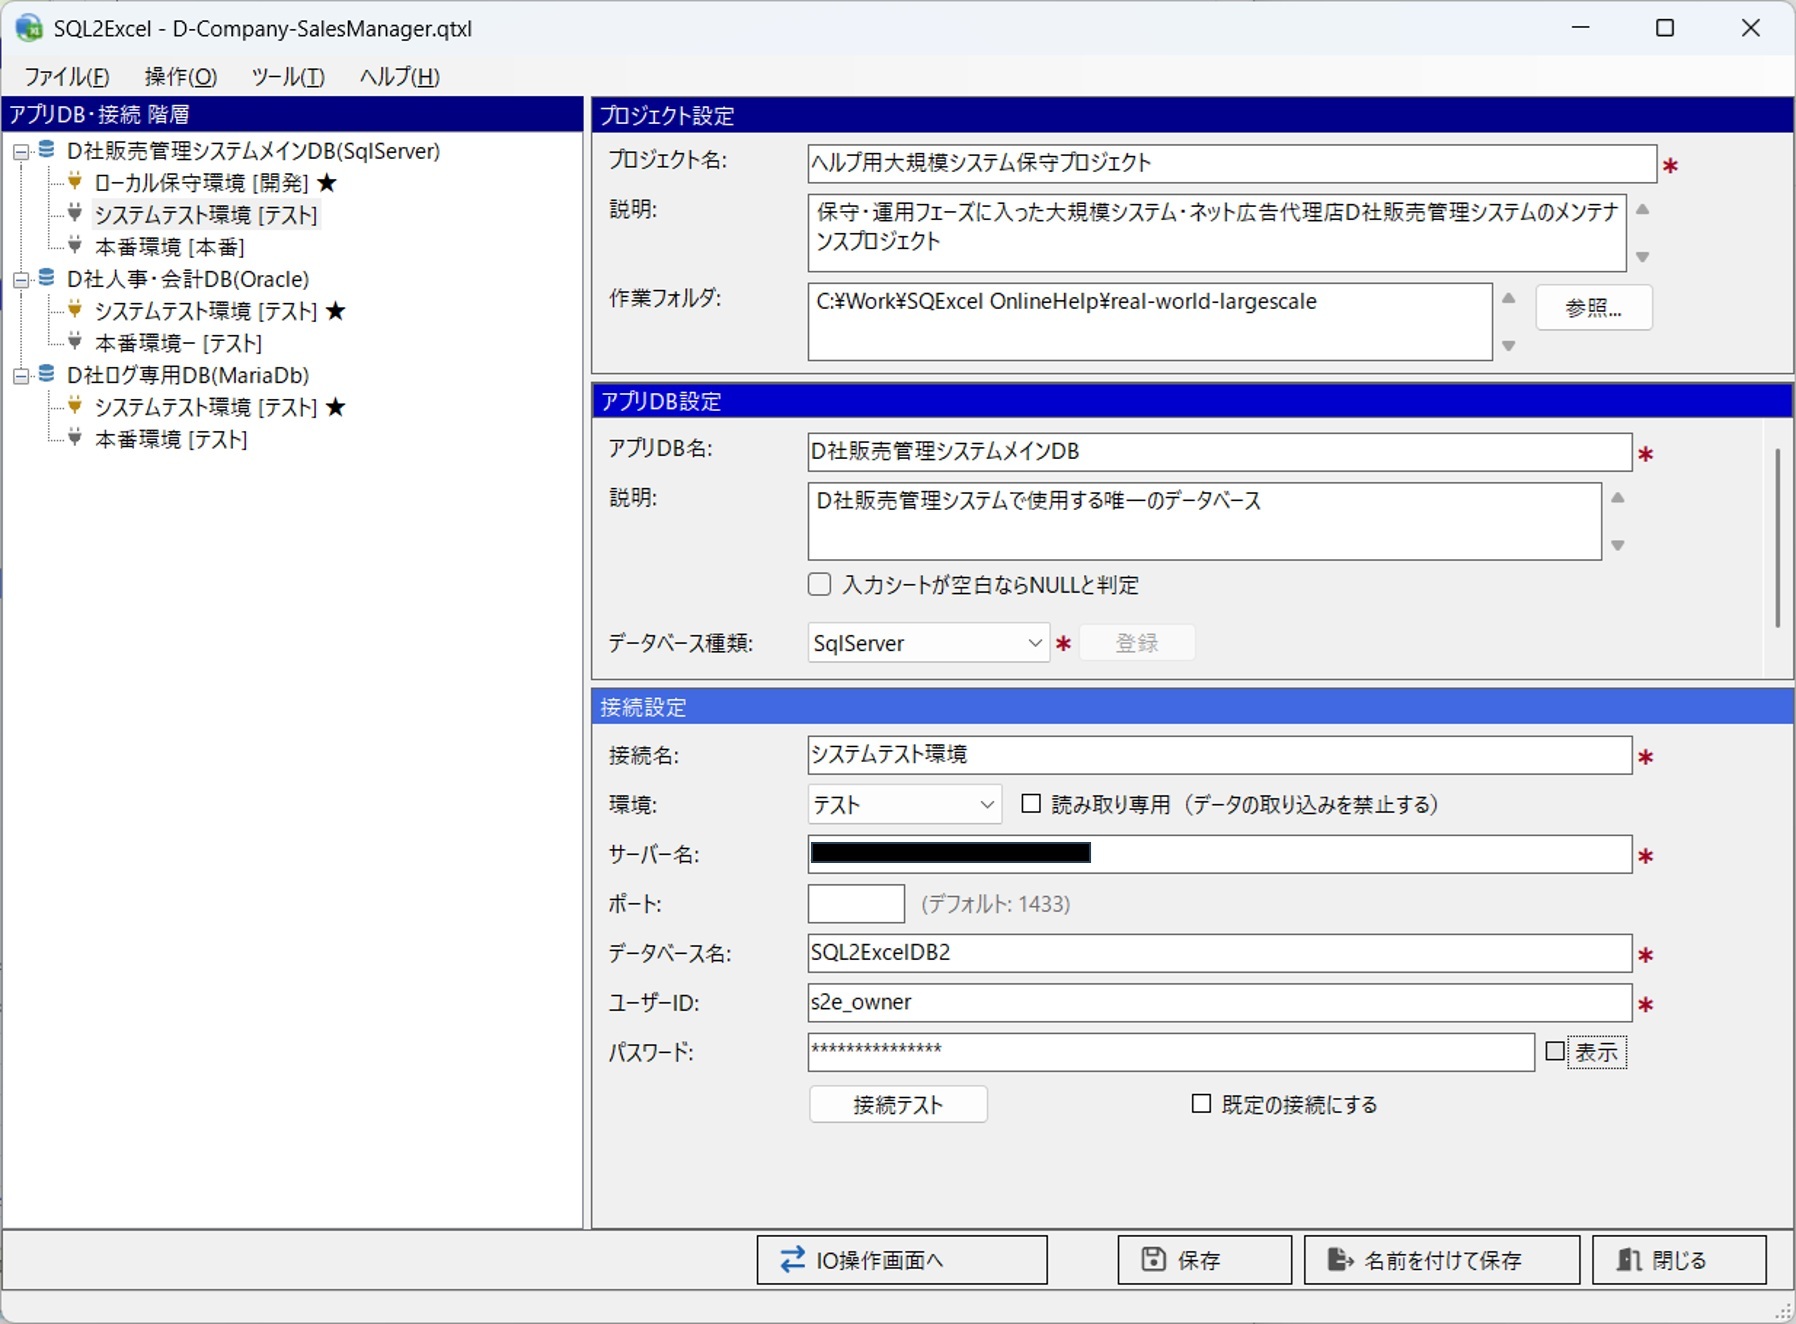 SQL2Excel - D-Company-SalesManager.qtxl
ファイル(F) 操作(O) ツール(T) ヘルプ(H)
アプリDB・接続 階層
D社販売管理システムメインDB(SqlServer)
ローカル保守環境 [開発] ★
システムテスト環境 [テスト]
本番環境 [本番]
D社人事・会計DB(Oracle)
システムテスト環境 [テスト] ★
本番環境− [テスト]
D社ログ専用DB(MariaDb)
システムテスト環境 [テスト] ★
本番環境 [テスト]
プロジェクト設定
プロジェクト名: ヘルプ用大規模システム保守プロジェクト *
説明: 保守・運用フェーズに入った大規模システム・ネット広告代理店D社販売管理システムのメンテナ
ンスプロジェクト
作業フォルダ: C:¥Work¥SQExcel OnlineHelp¥real-world-largescale 参照...
アプリDB設定
アプリDB名: D社販売管理システムメインDB *
説明: D社販売管理システムで使用する唯一のデータベース
入力シートが空白ならNULLと判定
データベース種類: SqlServer * 登録
接続設定
接続名: システムテスト環境 *
環境: テスト 読み取り専用（データの取り込みを禁止する）
サーバー名: *
ポート: (デフォルト: 1433)
データベース名: SQL2ExcelDB2 *
ユーザーID: s2e_owner *
パスワード: *************** 表示
接続テスト 既定の接続にする
IO操作画面へ 保存 名前を付けて保存 閉じる